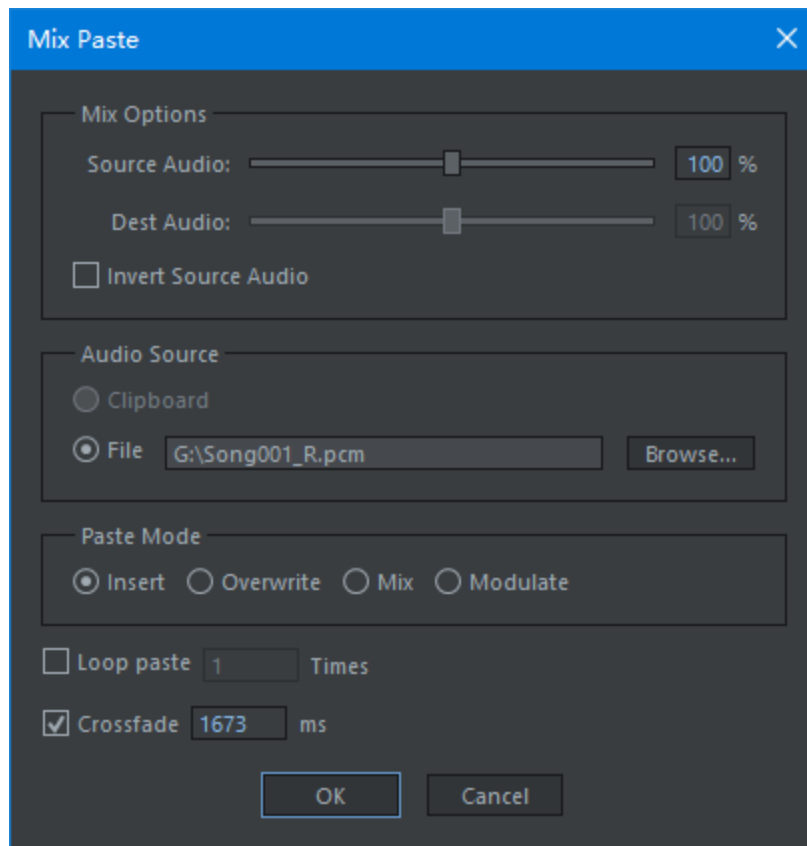 Mix Paste
Mix Options
Source Audio: 100 %
Dest Audio: 100 %
Invert Source Audio
Audio Source
Clipboard
File G:\Song001_R.pcm Browse...
Paste Mode
Insert Overwrite Mix Modulate
Loop paste 1 Times
Crossfade 1673 ms
OK Cancel